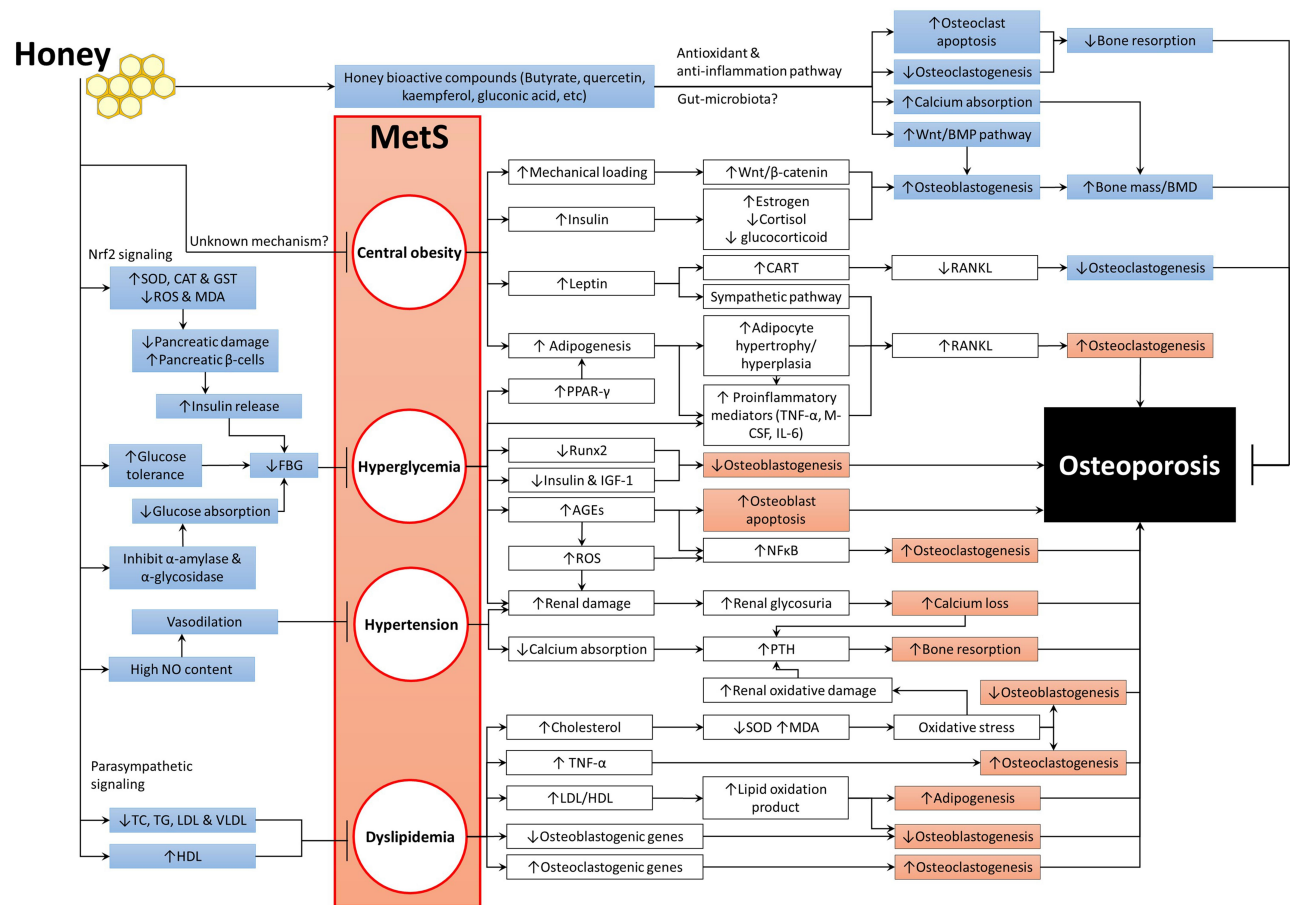 Honey
Honey bioactive compounds (Butyrate, quercetin,
kaempferol, gluconic acid, etc)
Antioxidant &
anti-inflammation pathway
Gut-microbiota?
↑Osteoclast
apoptosis
↓Osteoclastogenesis
↑Calcium absorption
↑Wnt/BMP pathway
↓Bone resorption
↑Osteoblastogenesis
↑Bone mass/BMD
MetS
Unknown mechanism?
Central obesity
↑Mechanical loading
↑Wnt/β-catenin
↑Insulin
↑Estrogen
↓Cortisol
↓ glucocorticoid
↑Leptin
↑CART
↓RANKL
↓Osteoclastogenesis
Sympathetic pathway
↑ Adipogenesis
↑Adipocyte
hypertrophy/
hyperplasia
↑RANKL
↑Osteoclastogenesis
↑PPAR-γ
↑ Proinflammatory
mediators (TNF-α, M-
CSF, IL-6)
Nrf2 signaling
↑SOD, CAT & GST
↓ROS & MDA
↓Pancreatic damage
↑Pancreatic β-cells
↑Insulin release
↑Glucose
tolerance
↓FBG
↓Glucose absorption
Inhibit α-amylase &
α-glycosidase
Hyperglycemia
↓Runx2
↓Insulin & IGF-1
↓Osteoblastogenesis
↑AGEs
↑Osteoblast
apoptosis
↑ROS
↑NFκB
↑Osteoclastogenesis
Osteoporosis
Vasodilation
High NO content
Hypertension
↑Renal damage
↑Renal glycosuria
↑Calcium loss
↓Calcium absorption
↑PTH
↑Bone resorption
↑Renal oxidative damage
↓Osteoblastogenesis
Parasympathetic
signaling
↓TC, TG, LDL & VLDL
↑HDL
Dyslipidemia
↑Cholesterol
↓SOD ↑MDA
Oxidative stress
↑ TNF-α
↑Osteoclastogenesis
↑LDL/HDL
↑Lipid oxidation
product
↑Adipogenesis
↓Osteoblastogenic genes
↓Osteoblastogenesis
↑Osteoclastogenic genes
↑Osteoclastogenesis